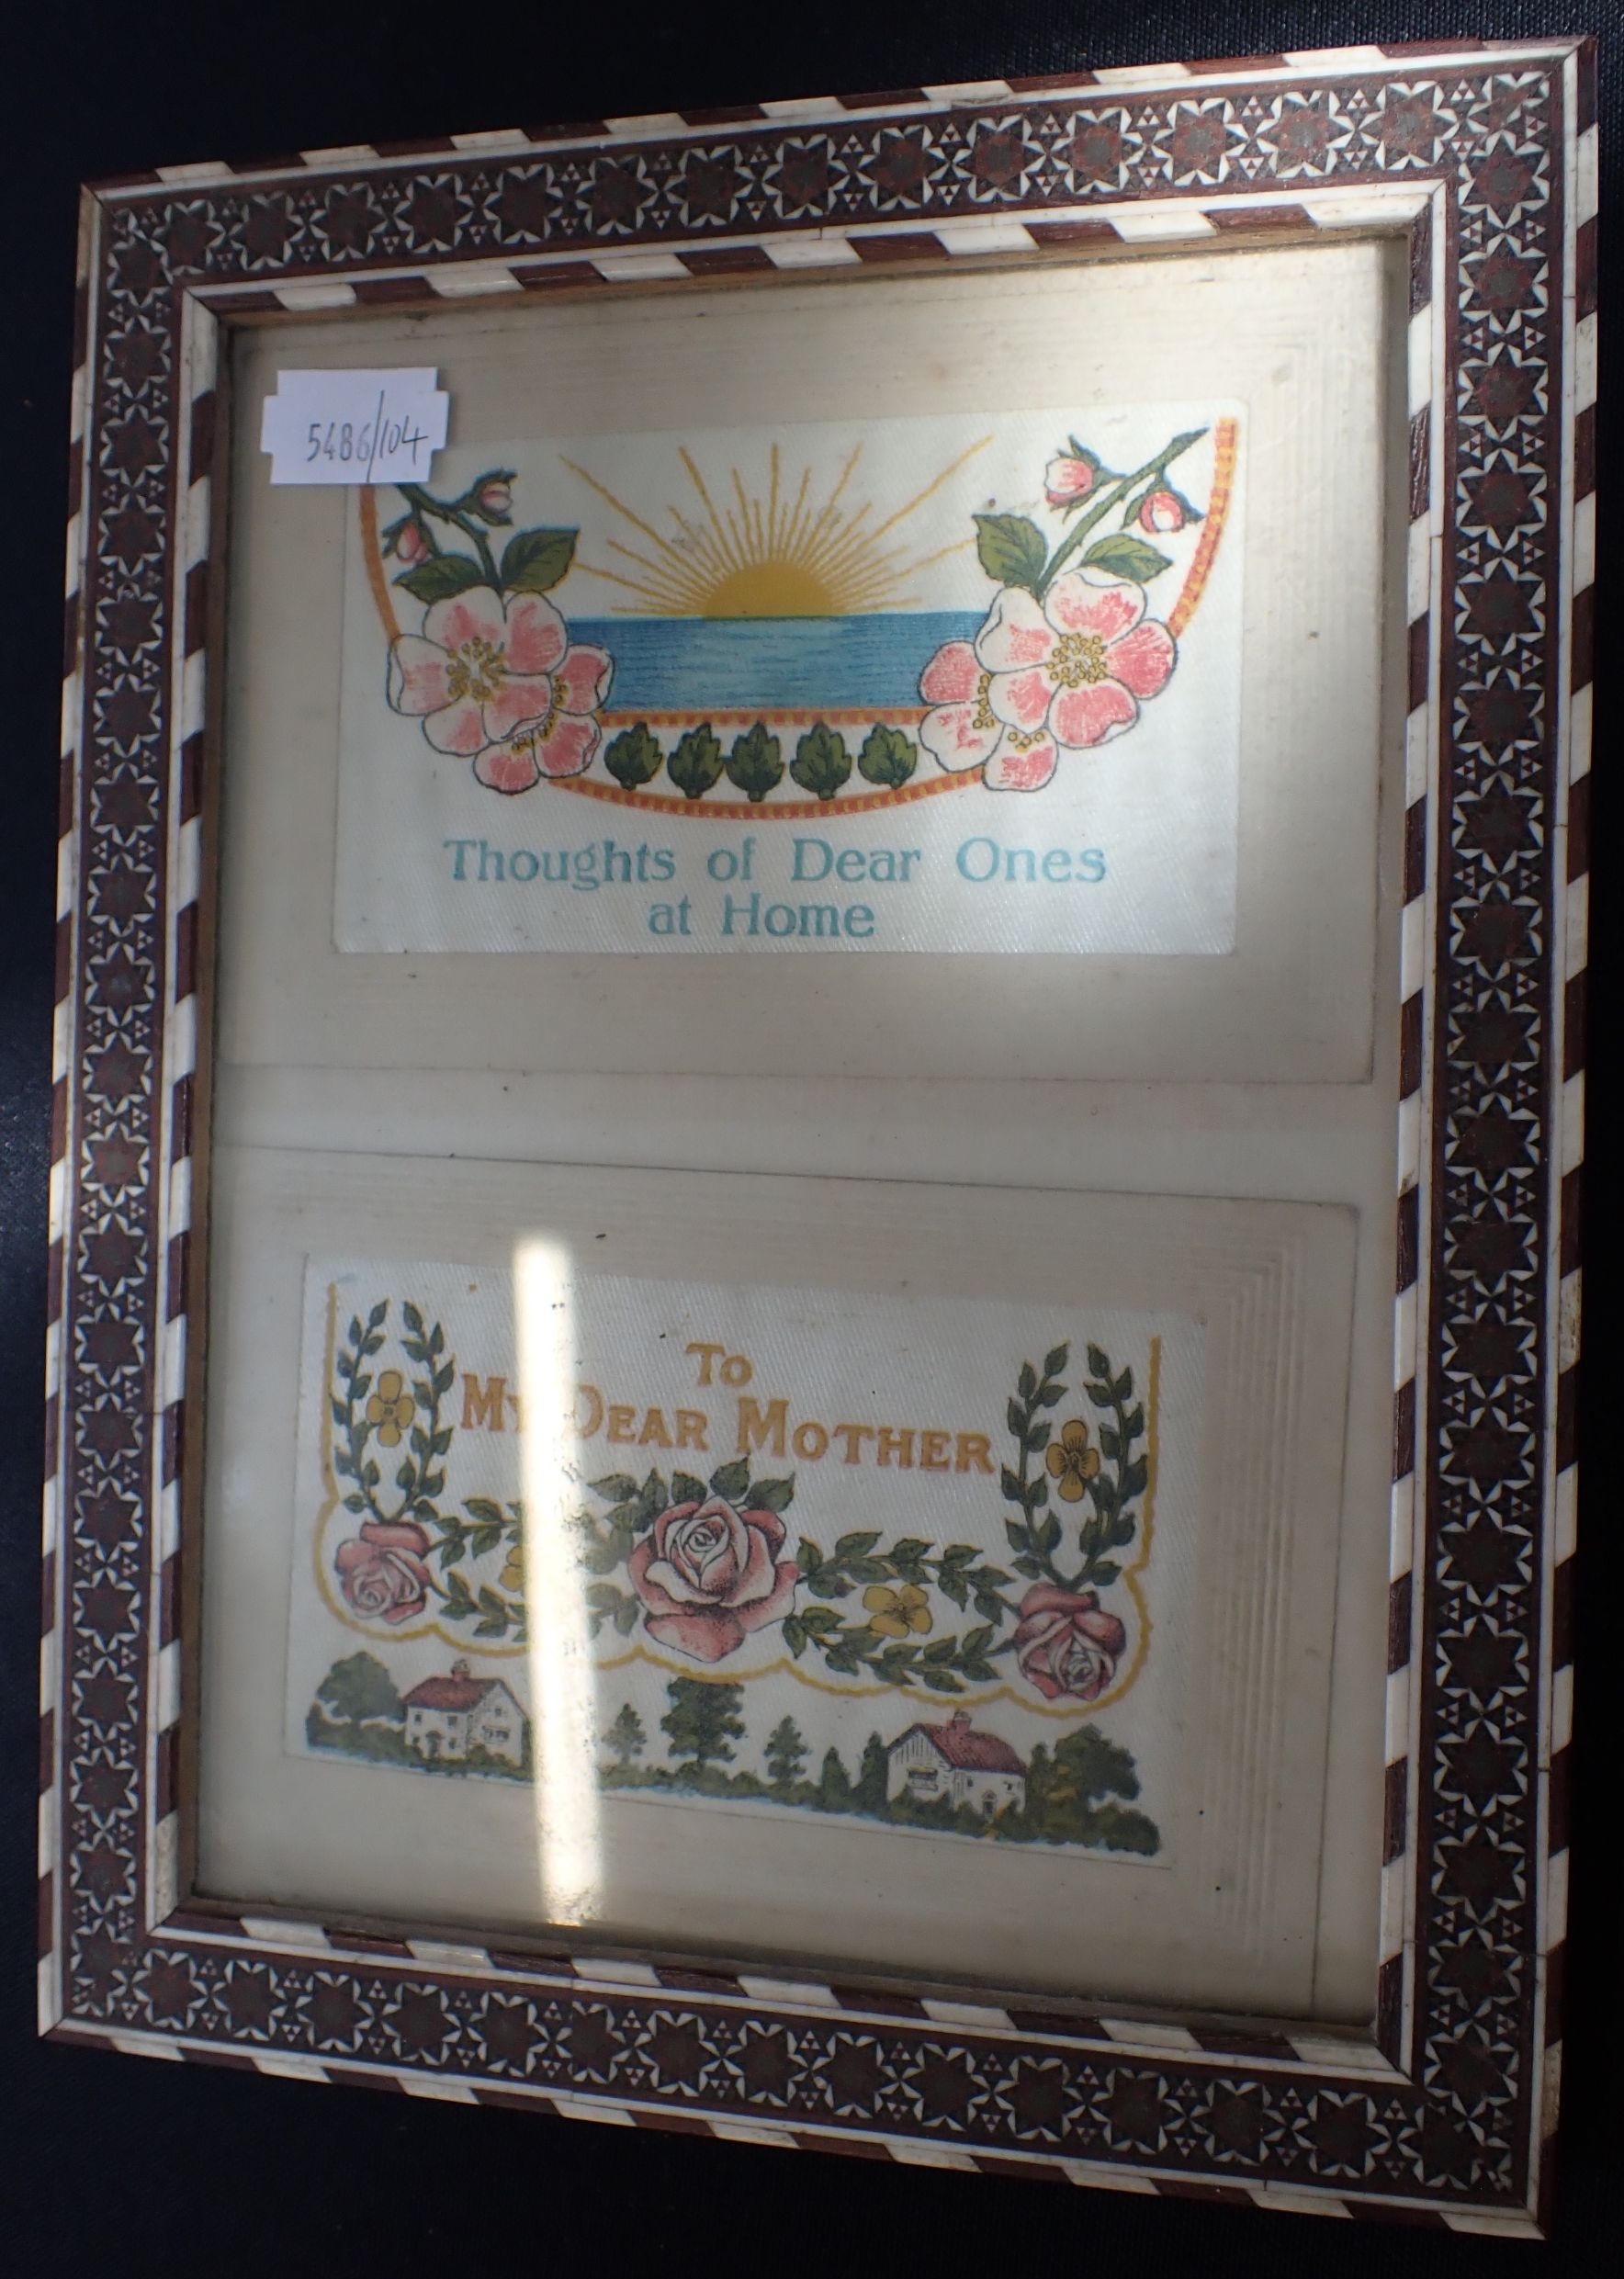 5486/104
Thoughts of Dear Ones
at Home
To
My Dear Mother